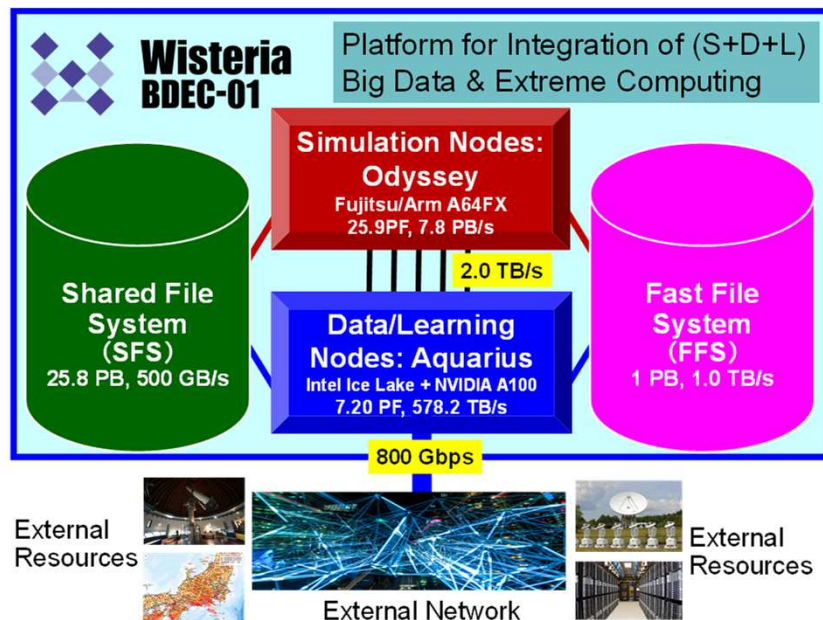 Wisteria
BDEC-01
Platform for Integration of (S+D+L)
Big Data & Extreme Computing
Simulation Nodes:
Odyssey
Fujitsu/Arm A64FX
25.9PF, 7.8 PB/s
2.0 TB/s
Shared File
System
(SFS)
25.8 PB, 500 GB/s
Data/Learning
Nodes: Aquarius
Intel Ice Lake + NVIDIA A100
7.20 PF, 578.2 TB/s
Fast File
System
(FFS)
1 PB, 1.0 TB/s
800 Gbps
External
Resources
External Network
External
Resources